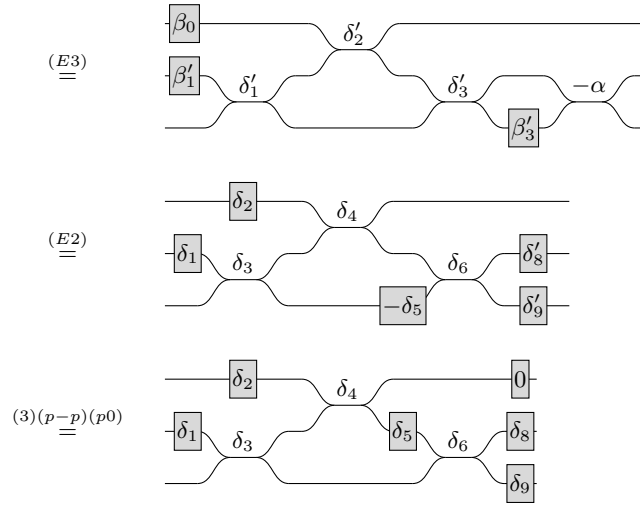 β₀ δ′₂
(E3) = β′₁ δ′₁ δ′₃ −α
β′₃
δ₂ δ₄
(E2) = δ₁ δ₃ δ₆ δ′₈
−δ₅ δ′₉
δ₂ δ₄ 0
(3)(p−p)(p0) = δ₁ δ₃ δ₅ δ₆ δ₈
δ₉